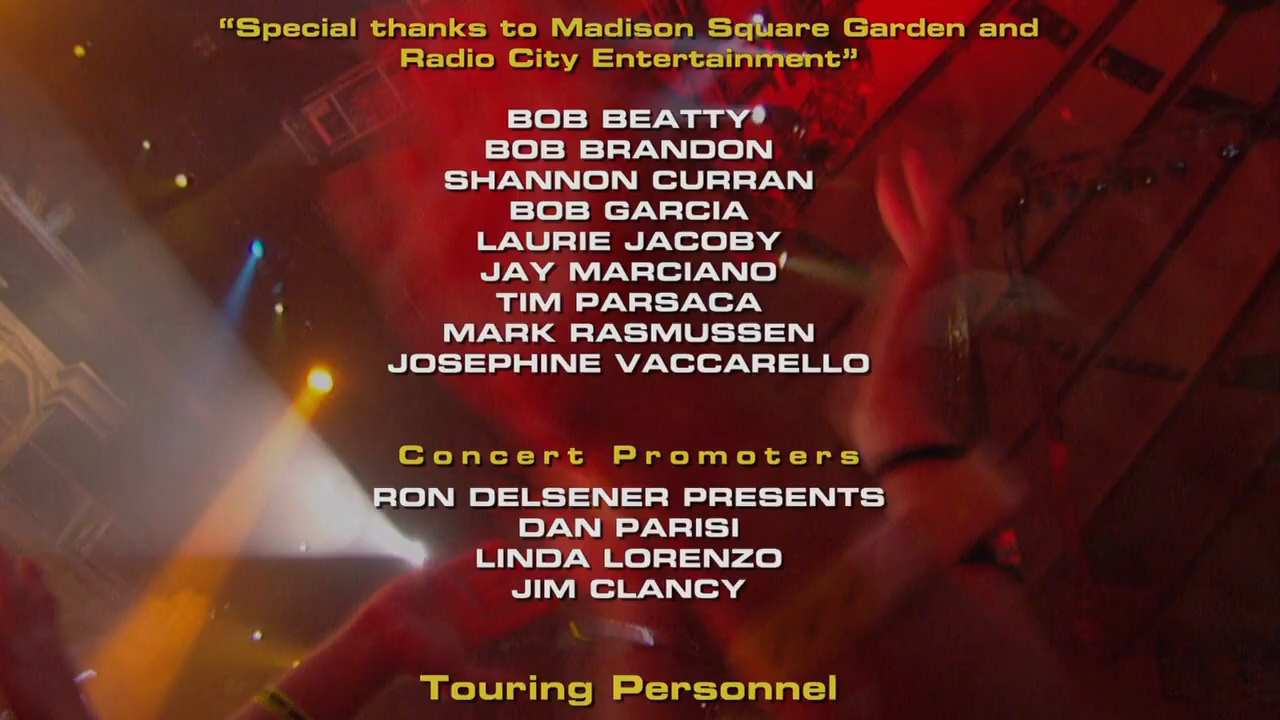 “Special thanks to Madison Square Garden and
Radio City Entertainment”
BOB BEATTY
BOB BRANDON
SHANNON CURRAN
BOB GARCIA
LAURIE JACOBY
JAY MARCIANO
TIM PARSACA
MARK RASMUSSEN
JOSEPHINE VACCARELLO
Concert Promoters
RON DELSENER PRESENTS
DAN PARISI
LINDA LORENZO
JIM CLANCY
Touring Personnel